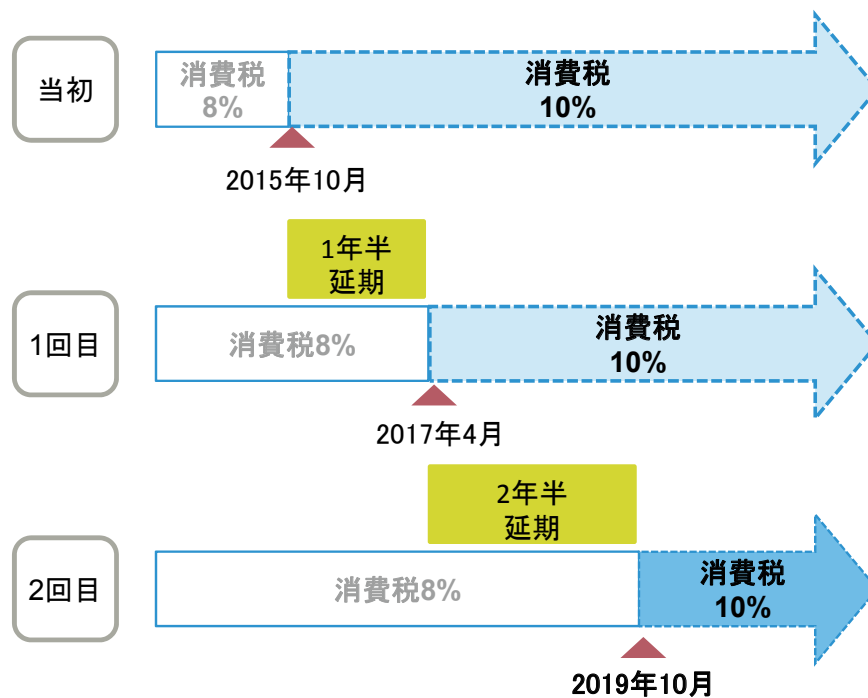 当初
消費税
8%
消費税
10%
2015年10月
1年半
延期
1回目
消費税8%
消費税
10%
2017年4月
2年半
延期
2回目
消費税8%
消費税
10%
2019年10月